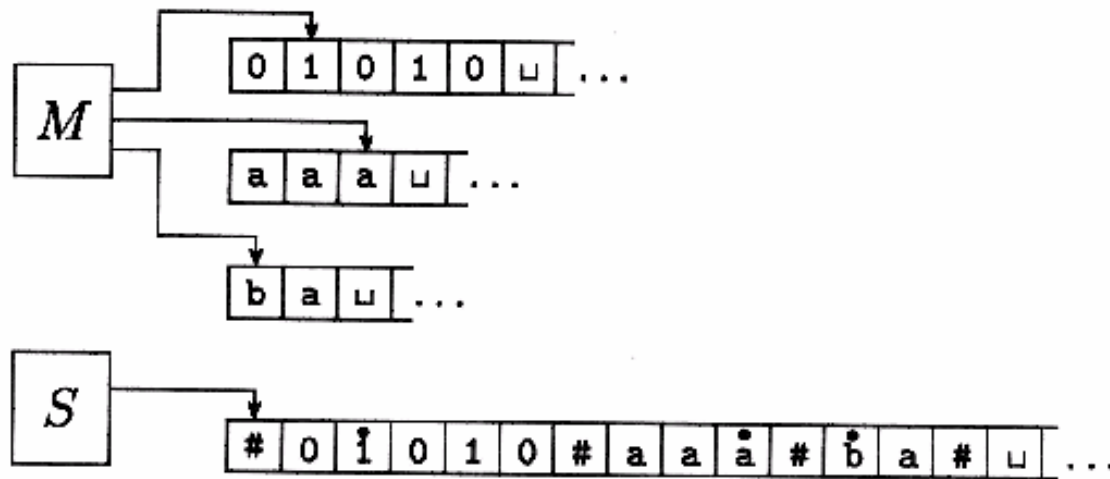 0 1 0 1 0 ⊔ ...
M
a a a ⊔ ...
b a ⊔ ...
S
# 0 1̇ 0 1 0 # a a ȧ # ḃ a # ⊔ ...